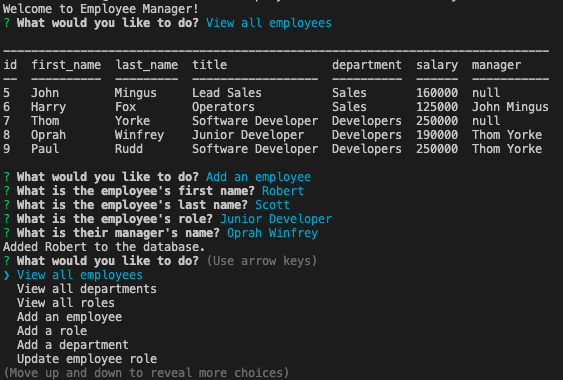 Welcome to Employee Manager!
? What would you like to do? View all employees
id first_name last_name title department salary manager
5 John Mingus Lead Sales Sales 160000 null
6 Harry Fox Operators Sales 125000 John Mingus
7 Thom Yorke Software Developer Developers 250000 null
8 Oprah Winfrey Junior Developer Developers 190000 Thom Yorke
9 Paul Rudd Software Developer Developers 250000 Thom Yorke
? What would you like to do? Add an employee
? What is the employee's first name? Robert
? What is the employee's last name? Scott
? What is the employee's role? Junior Developer
? What is their manager's name? Oprah Winfrey
Added Robert to the database.
? What would you like to do? (Use arrow keys)
❯ View all employees
View all departments
View all roles
Add an employee
Add a role
Add a department
Update employee role
(Move up and down to reveal more choices)